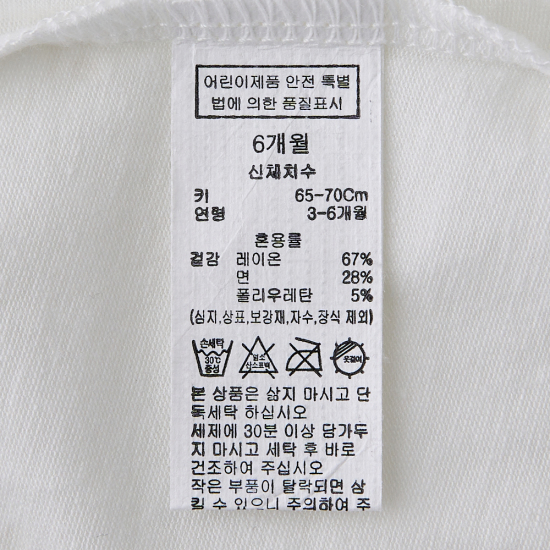 어린이제품 안전 특별
법에 의한 품질표시
6개월
신체치수
키 65-70Cm
연형 3-6개월
혼용률
겉감 레이온 67%
면 28%
폴리우레탄 5%
(심지,상표,보강재,자수,장식 제외)
손세탁 30℃ 중성
염소 산소표백
옷걸이
본 상품은 삶지 마시고 단
독세탁 하십시오
세제에 30분 이상 담가두
지 마시고 세탁 후 바로
건조하여 주십시오
작은 부품이 탈락되면 삼
킬 수 있으니 주의하여 주